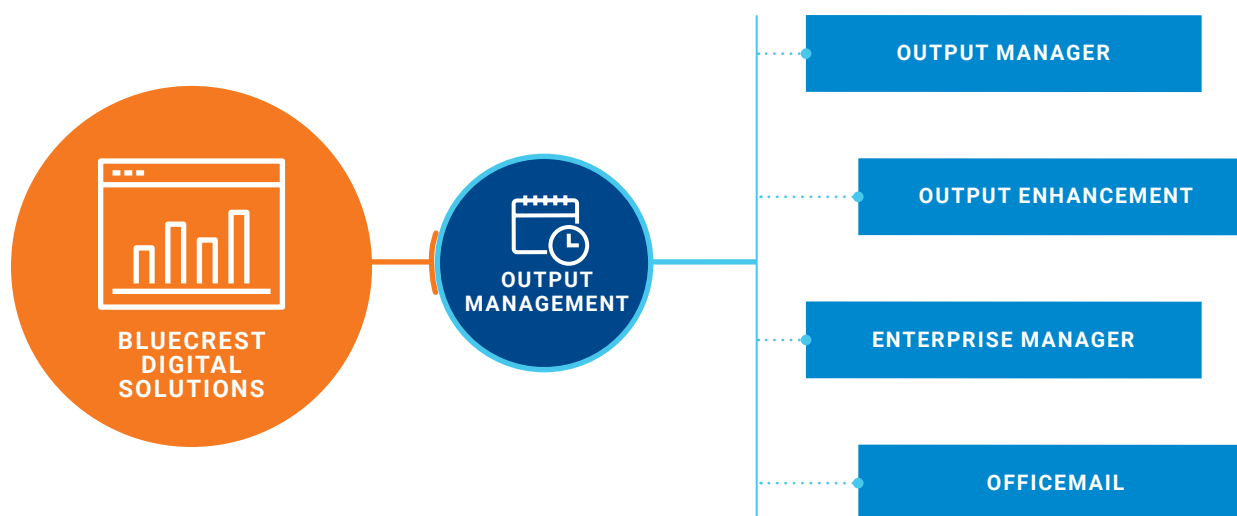 BLUECREST
DIGITAL
SOLUTIONS
OUTPUT
MANAGEMENT
OUTPUT MANAGER
OUTPUT ENHANCEMENT
ENTERPRISE MANAGER
OFFICEMAIL